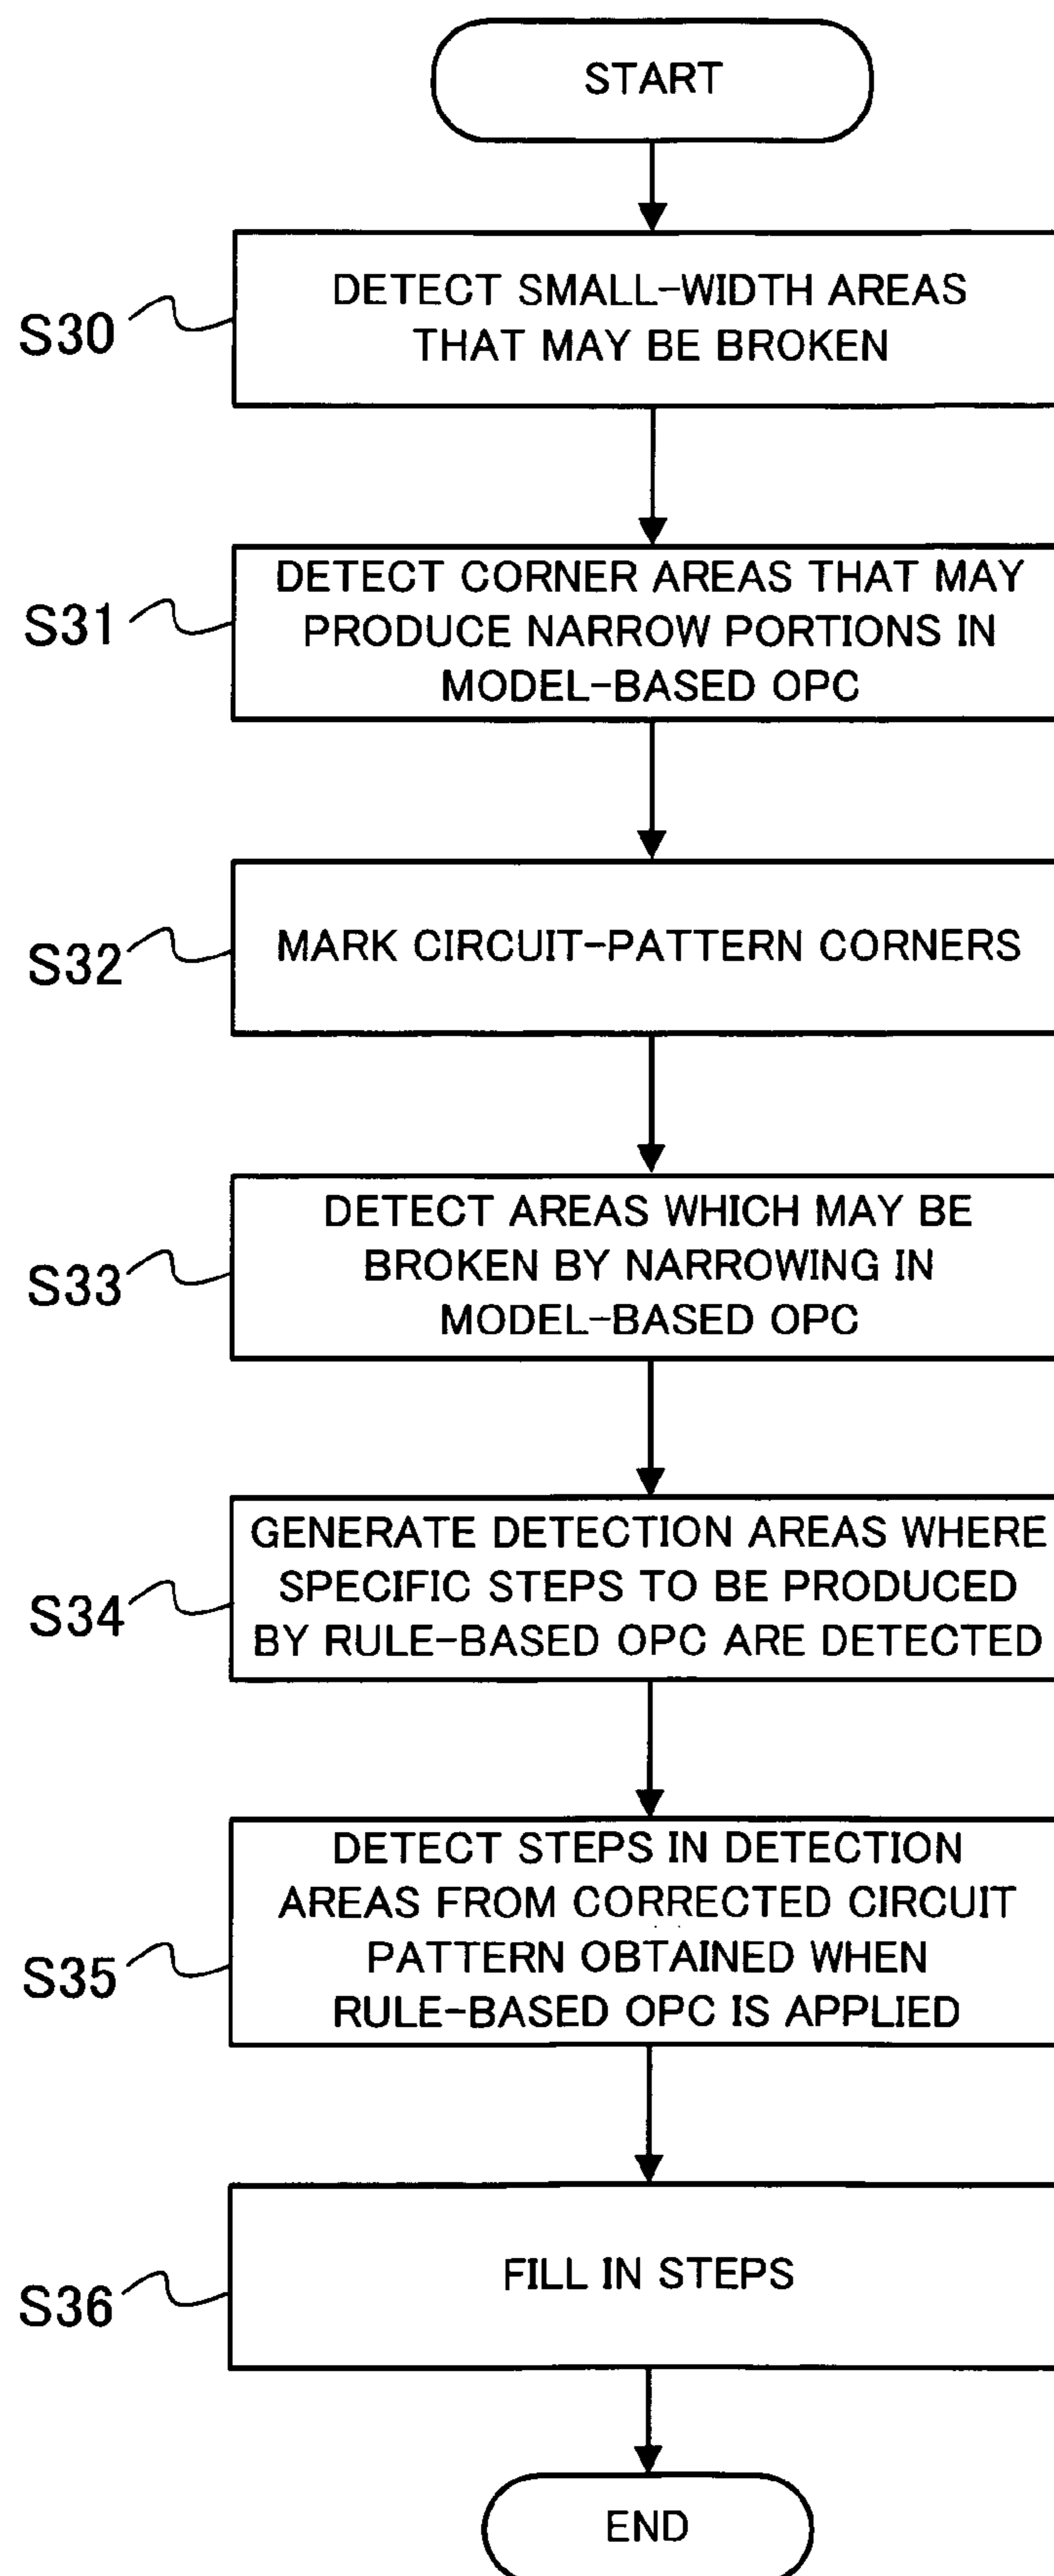 START
S30
DETECT SMALL-WIDTH AREAS
THAT MAY BE BROKEN
S31
DETECT CORNER AREAS THAT MAY
PRODUCE NARROW PORTIONS IN
MODEL-BASED OPC
S32
MARK CIRCUIT-PATTERN CORNERS
S33
DETECT AREAS WHICH MAY BE
BROKEN BY NARROWING IN
MODEL-BASED OPC
S34
GENERATE DETECTION AREAS WHERE
SPECIFIC STEPS TO BE PRODUCED
BY RULE-BASED OPC ARE DETECTED
S35
DETECT STEPS IN DETECTION
AREAS FROM CORRECTED CIRCUIT
PATTERN OBTAINED WHEN
RULE-BASED OPC IS APPLIED
S36
FILL IN STEPS
END